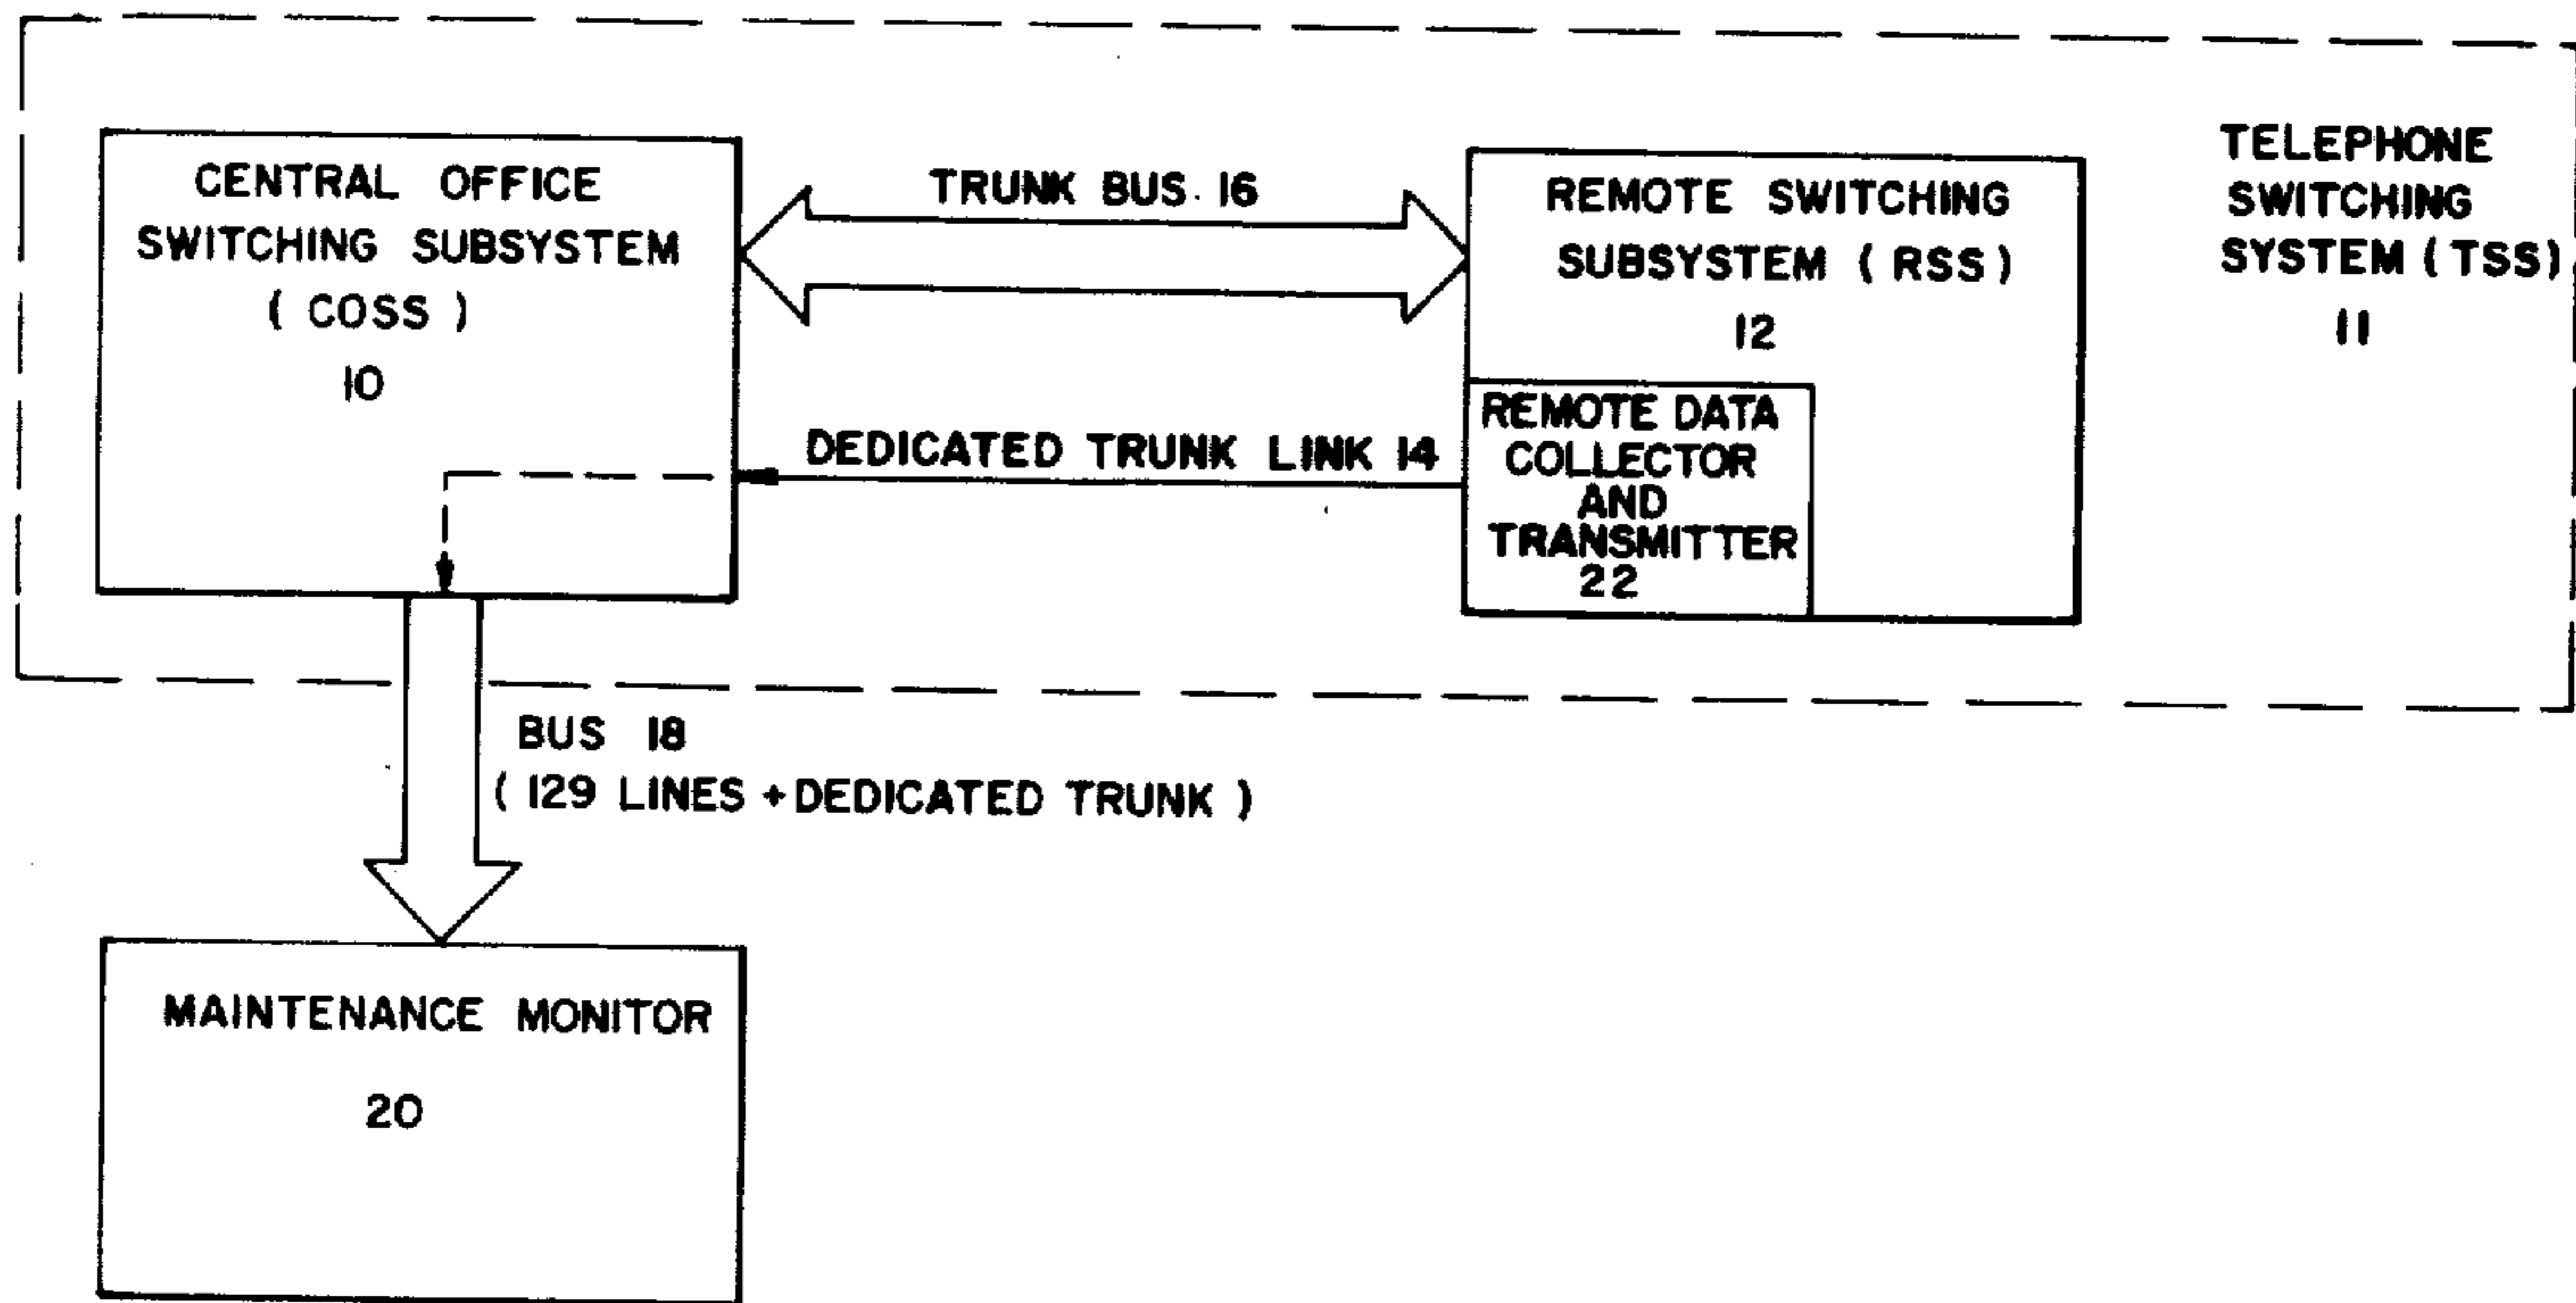 CENTRAL OFFICE
SWITCHING SUBSYSTEM
( COSS )
10
TRUNK BUS 16
REMOTE SWITCHING
SUBSYSTEM ( RSS )
12
TELEPHONE
SWITCHING
SYSTEM ( TSS )
11
DEDICATED TRUNK LINK 14
REMOTE DATA
COLLECTOR
AND
TRANSMITTER
22
BUS 18
( 129 LINES + DEDICATED TRUNK )
MAINTENANCE MONITOR
20